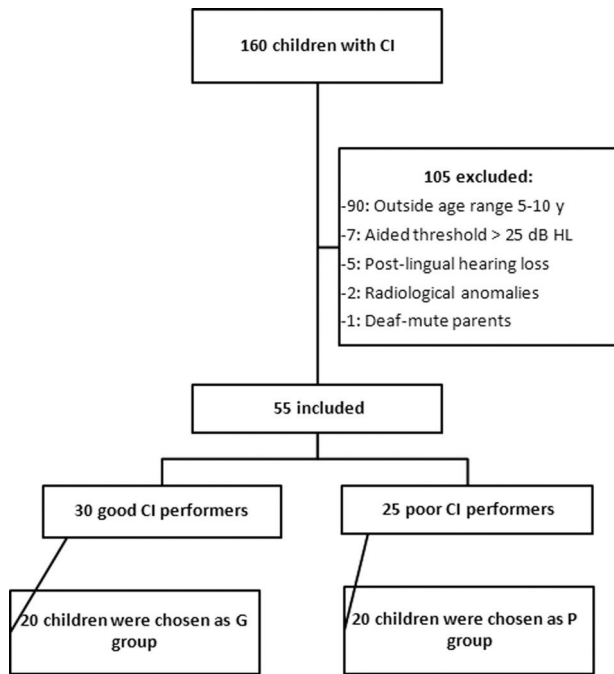 160 children with CI
105 excluded:
-90: Outside age range 5-10 y
-7: Aided threshold > 25 dB HL
-5: Post-lingual hearing loss
-2: Radiological anomalies
-1: Deaf-mute parents
55 included
30 good CI performers
25 poor CI performers
20 children were chosen as G
group
20 children were chosen as P
group